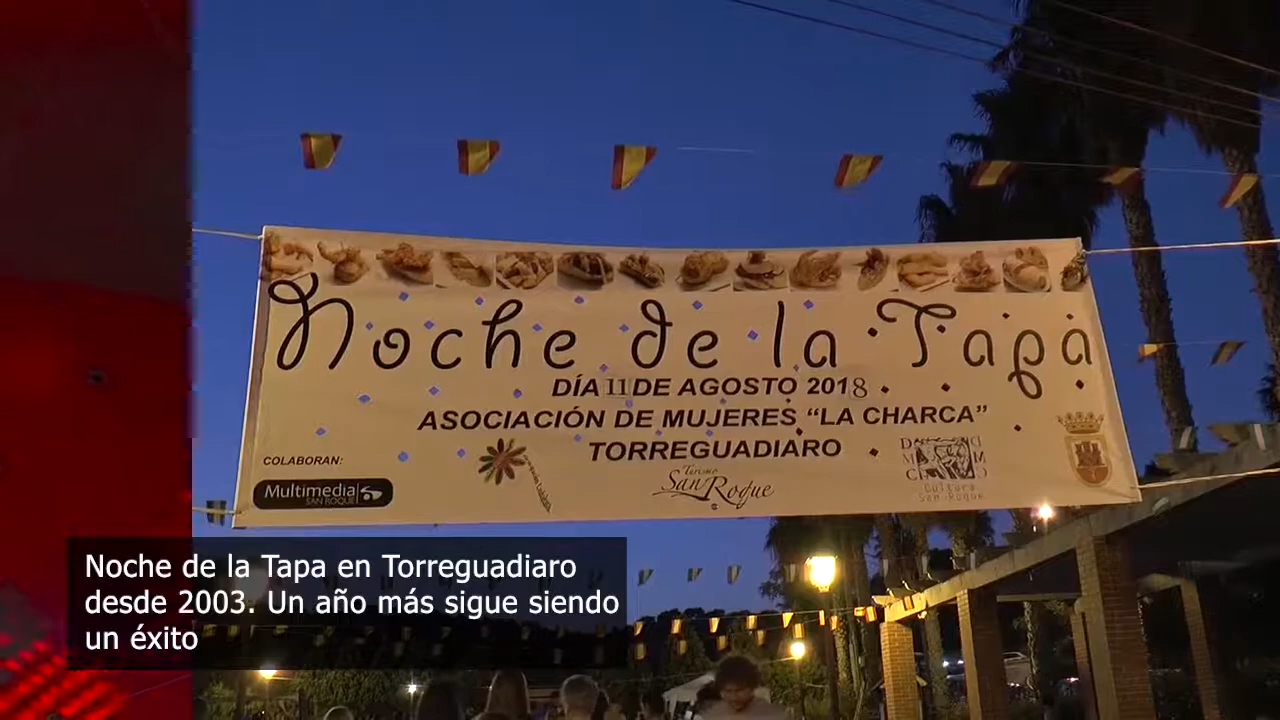 Noche de la Tapa
DÍA 11 DE AGOSTO 2018
ASOCIACIÓN DE MUJERES “LA CHARCA”
TORREGUADIARO
COLABORAN:
Multimedia
SAN ROQUE
Turismo
San Roque
Cultura
San Roque
Noche de la Tapa en Torreguadiaro
desde 2003. Un año más sigue siendo
un éxito